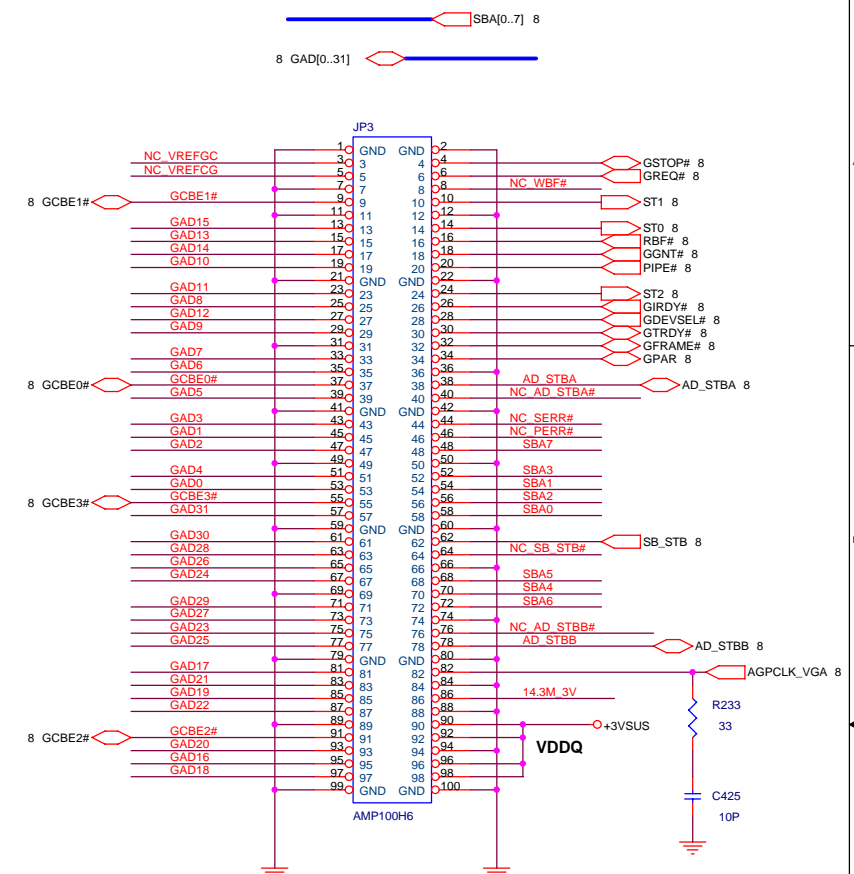 SBA[0..7] 8
8 GAD[0..31]
JP3
1 GND GND 2
NC_VREFGC 3 3 4 4 GSTOP# 8
NC_VREFCG 5 5 6 6 GREQ# 8
7 7 8 8 NC_WBF#
8 GCBE1# GCBE1# 9 9 10 10 ST1 8
11 11 12 12
GAD15 13 13 14 14 ST0 8
GAD13 15 15 16 16 RBF# 8
GAD14 17 17 18 18 GGNT# 8
GAD10 19 19 20 20 PIPE# 8
21 GND GND 22
GAD11 23 23 24 24 ST2 8
GAD8 25 25 26 26 GIRDY# 8
GAD12 27 27 28 28 GDEVSEL# 8
GAD9 29 29 30 30 GTRDY# 8
31 31 32 32 GFRAME# 8
GAD7 33 33 34 34 GPAR 8
GAD6 35 35 36 36
8 GCBE0# GCBE0# 37 37 38 38 AD_STBA AD_STBA 8
GAD5 39 39 40 40 NC_AD_STBA#
41 GND GND 42
GAD3 43 43 44 44 NC_SERR#
GAD1 45 45 46 46 NC_PERR#
GAD2 47 47 48 48 SBA7
49 49 50 50
GAD4 51 51 52 52 SBA3
GAD0 53 53 54 54 SBA1
8 GCBE3# GCBE3# 55 55 56 56 SBA2
GAD31 57 57 58 58 SBA0
59 GND GND 60
GAD30 61 61 62 62 SB_STB 8
GAD28 63 63 64 64 NC_SB_STB#
GAD26 65 65 66 66
GAD24 67 67 68 68 SBA5
69 69 70 70 SBA4
GAD29 71 71 72 72 SBA6
GAD27 73 73 74 74
GAD23 75 75 76 76 NC_AD_STBB#
GAD25 77 77 78 78 AD_STBB AD_STBB 8
79 GND GND 80
GAD17 81 81 82 82 AGPCLK_VGA 8
GAD21 83 83 84 84
GAD19 85 85 86 86 14.3M_3V
GAD22 87 87 88 88
R233
33
89 89 90 90 +3VSUS
8 GCBE2# GCBE2# 91 91 92 92
GAD20 93 93 94 94
VDDQ
GAD16 95 95 96 96
GAD18 97 97 98 98
99 GND GND 100
C425
10P
AMP100H6